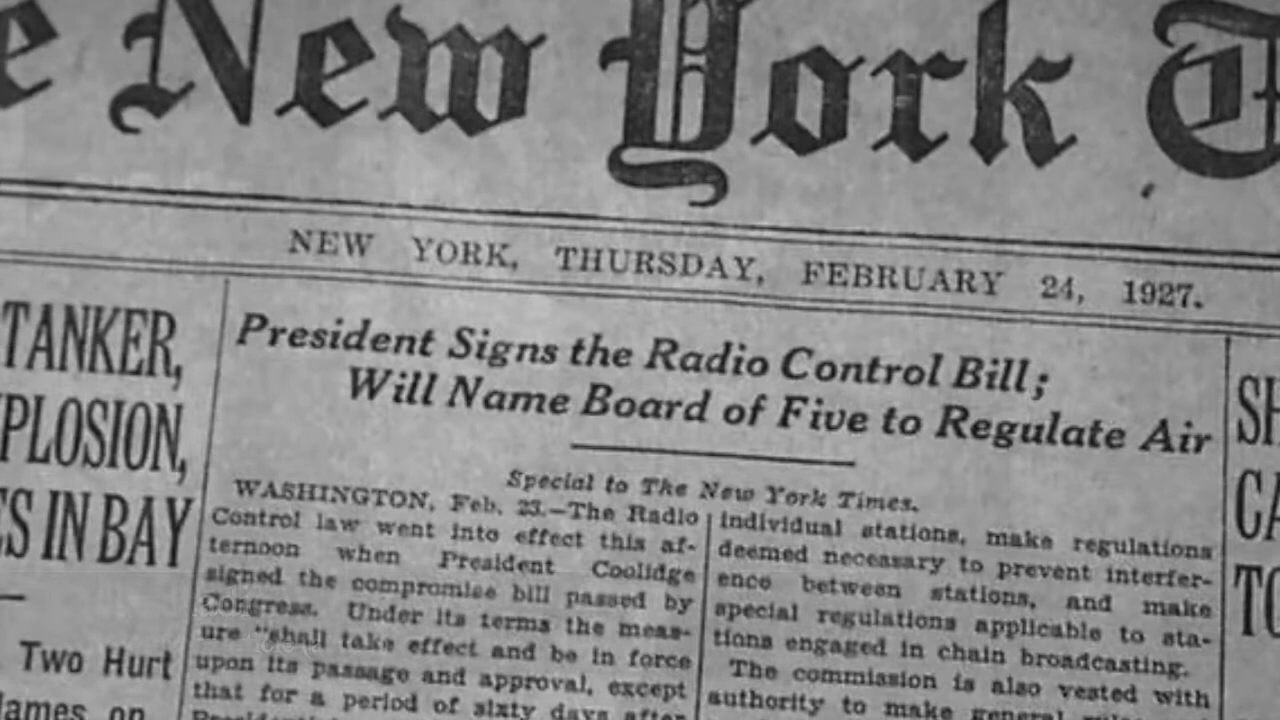 e New York T
NEW YORK, THURSDAY, FEBRUARY 24, 1927.
TANKER,
PLOSION,
ES IN BAY
Two Hurt
lames on
President Signs the Radio Control Bill;
Will Name Board of Five to Regulate Air
Special to The New York Times.
WASHINGTON, Feb. 23.—The Radio
Control law went into effect this af-
ternoon when President Coolidge
signed the compromise bill passed by
Congress. Under its terms the meas-
ure "shall take effect and be in force
upon its passage and approval, except
that for a period of sixty days after
individual stations, make regulations
deemed necessary to prevent interfer-
ence between stations, and make
special regulations applicable to sta-
tions engaged in chain broadcasting.
The commission is also vested with
authority to make general
SH
CA
TO